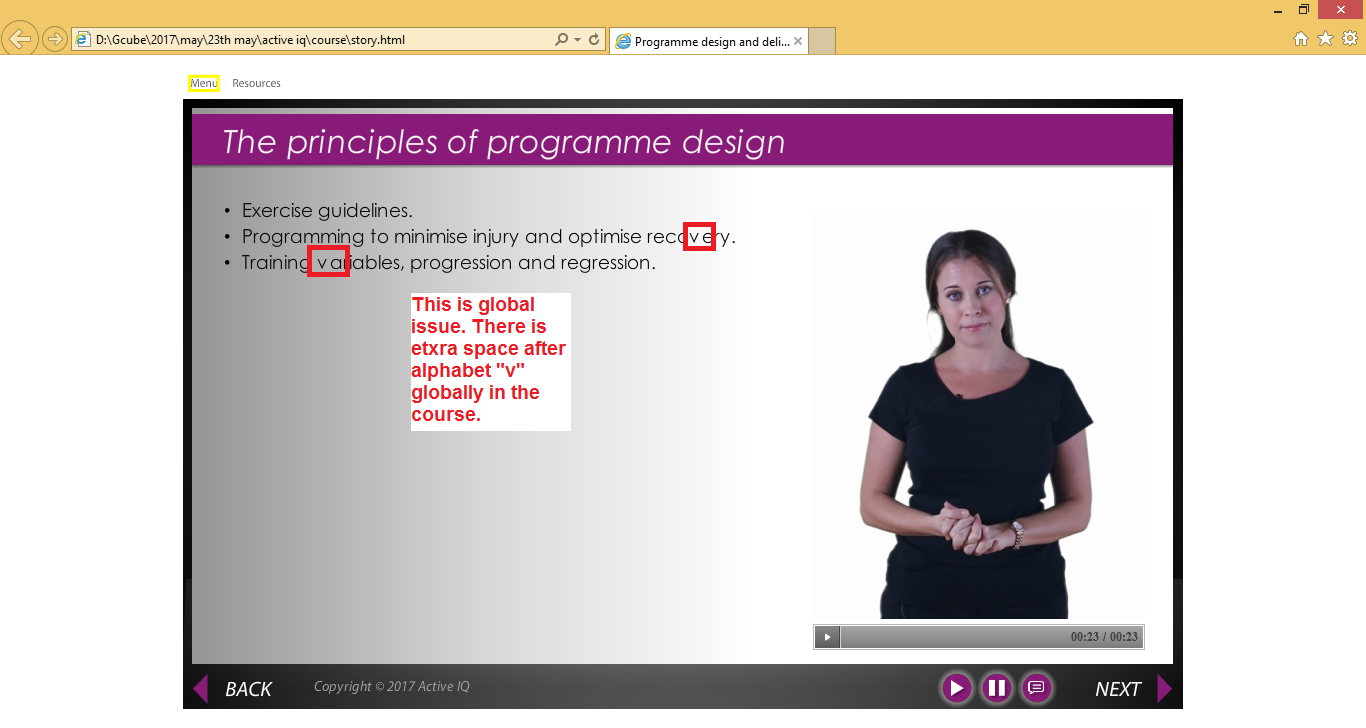 D:\Gcube\2017\may\23th may\active iq\course\story.html
Programme design and deli...
Menu
Resources
The principles of programme design
• Exercise guidelines.
• Programming to minimise injury and optimise recov ery.
• Training v ariables, progression and regression.
This is global
issue. There is
etxra space after
alphabet "v"
globally in the
course.
00:23 / 00:23
BACK
Copyright © 2017 Active IQ
NEXT